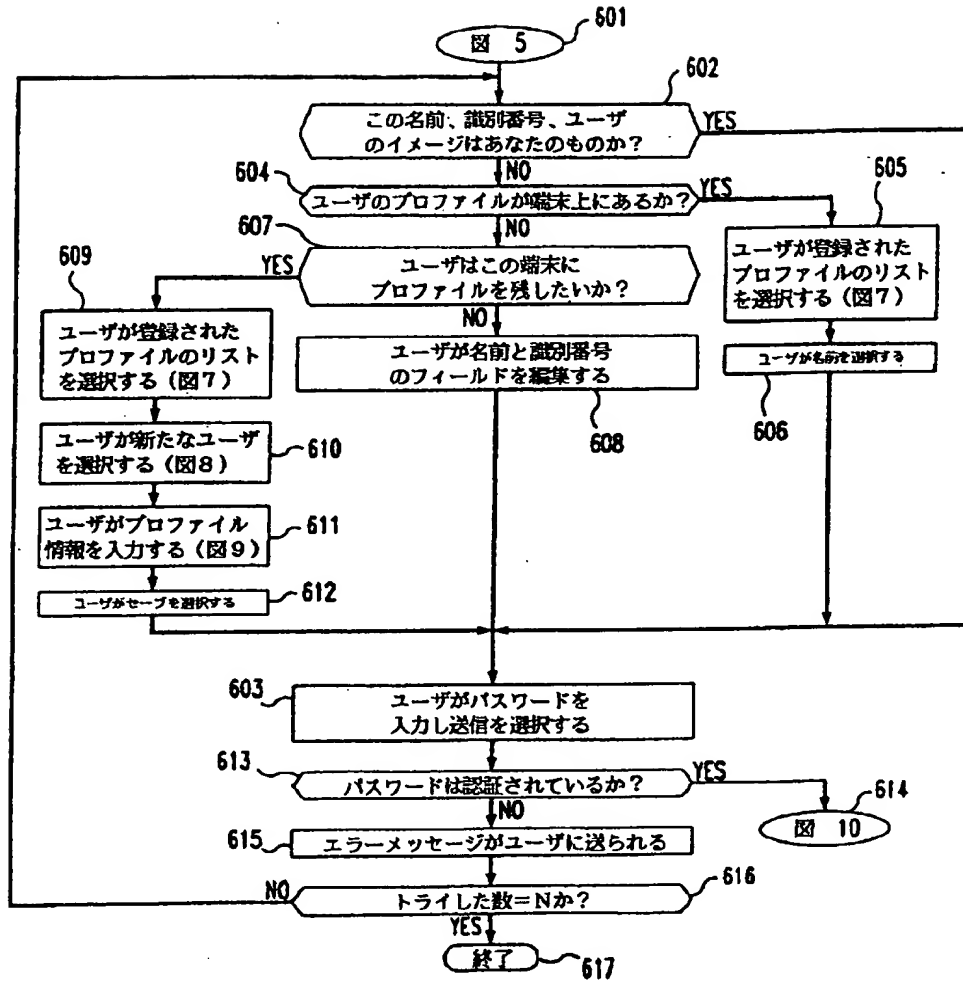 図 5
601
602
この名前、識別番号、ユーザ
のイメージはあなたのものか？
YES
NO
604
ユーザのプロファイルが端末上にあるか？
YES
605
NO
607
ユーザはこの端末に
プロファイルを残したいか？
YES
NO
609
ユーザが登録された
プロファイルのリスト
を選択する（図７）
ユーザが名前と識別番号
のフィールドを編集する
608
ユーザが登録された
プロファイルのリスト
を選択する（図７）
ユーザが名前を選択する
606
ユーザが新たなユーザ
を選択する（図８）
610
ユーザがプロファイル
情報を入力する（図９）
611
ユーザがセーブを選択する
612
603
ユーザがパスワードを
入力し送信を選択する
613
パスワードは認証されているか？
YES
614
図 10
NO
615
エラーメッセージがユーザに送られる
616
NO
トライした数＝Ｎか？
YES
終了
617